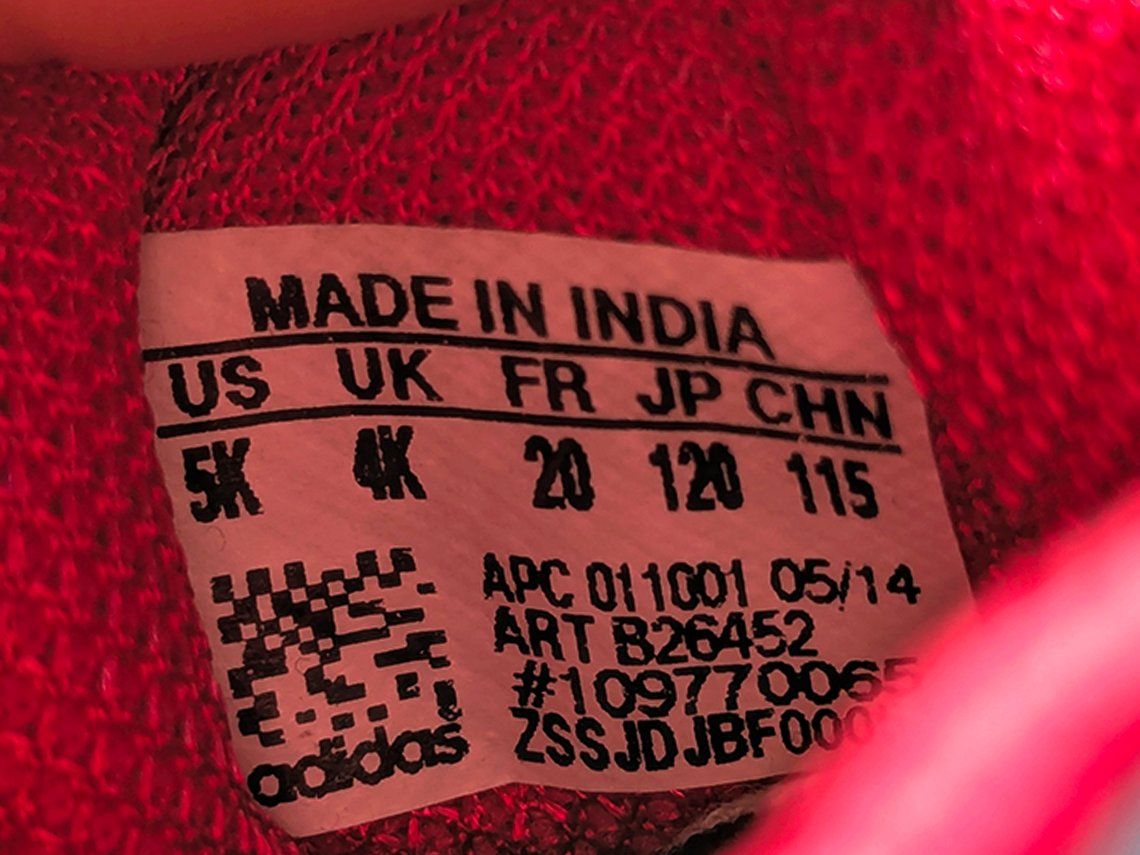 MADE IN INDIA
US UK FR JP CHN
5K 4K 20 120 115
APC 011001 05/14
ART B26452
#109770065
adidas